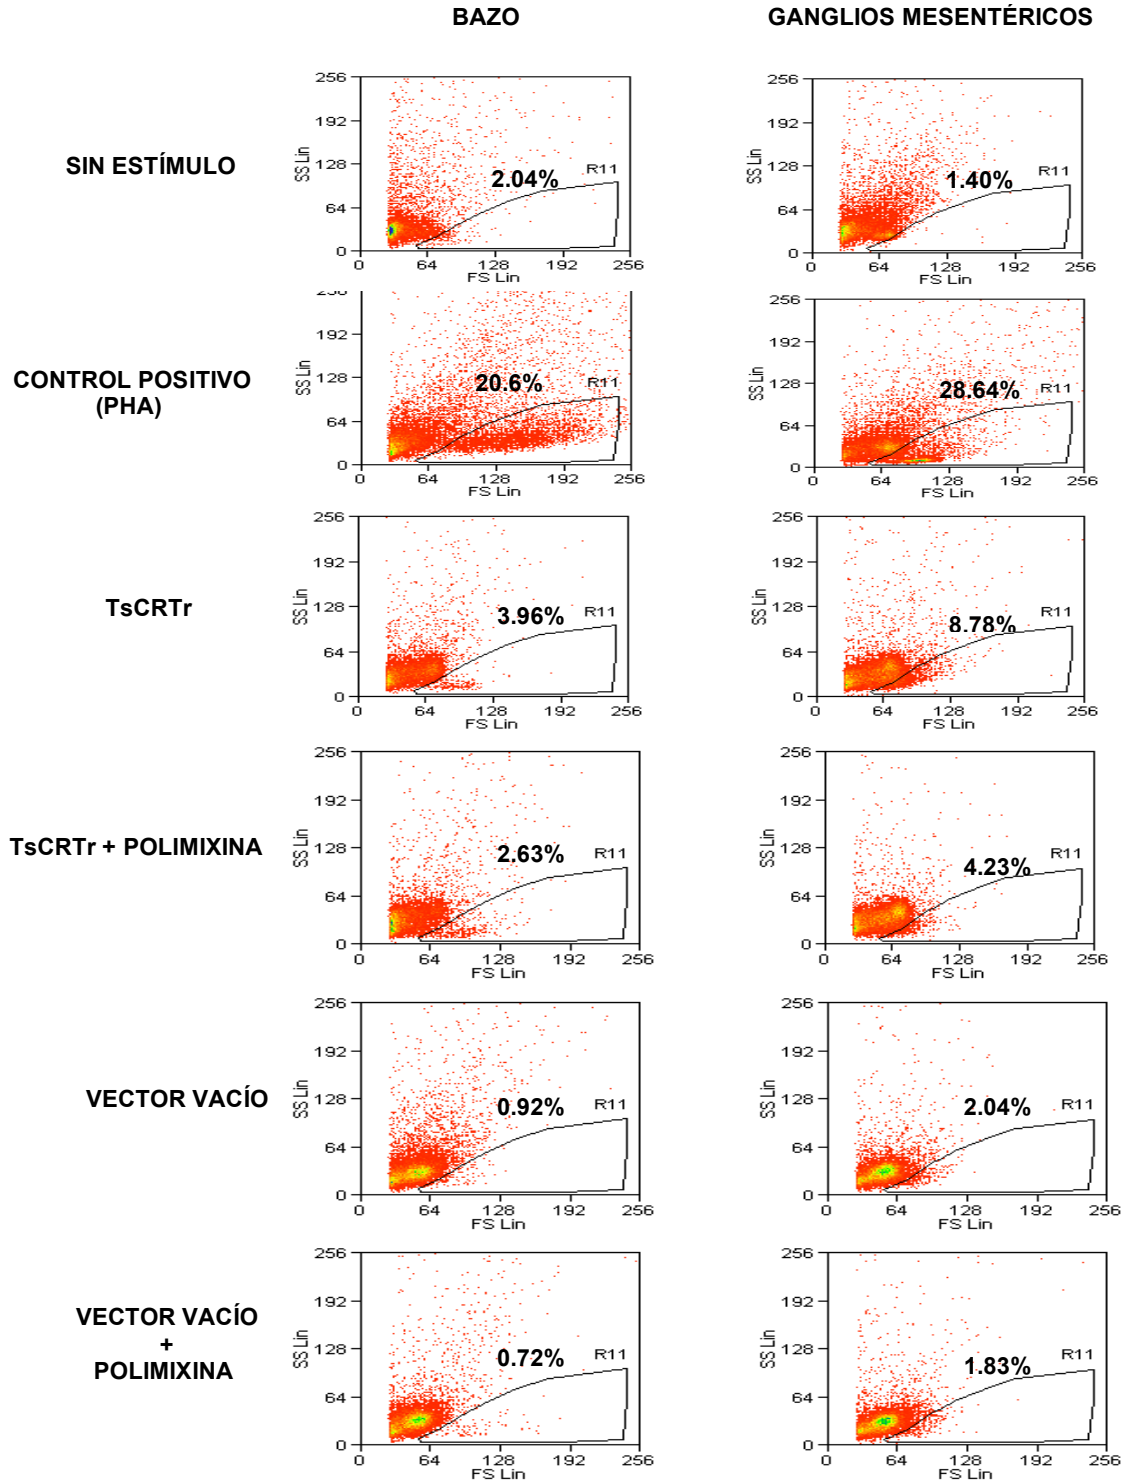 BAZO
GANGLIOS MESENTÉRICOS
SIN ESTÍMULO
256
192
128
64
0
SS Lin
2.04%
R11
0 64 128 192 256
FS Lin
256
192
128
64
0
SS Lin
1.40%
R11
0 64 128 192 256
FS Lin
CONTROL POSITIVO
(PHA)
256
192
128
64
0
SS Lin
20.6%
R11
0 64 128 192 256
FS Lin
256
192
128
64
0
SS Lin
28.64%
R11
0 64 128 192 256
FS Lin
TsCRTr
256
192
128
64
0
SS Lin
3.96%
R11
0 64 128 192 256
FS Lin
256
192
128
64
0
SS Lin
8.78%
R11
0 64 128 192 256
FS Lin
TsCRTr + POLIMIXINA
256
192
128
64
0
SS Lin
2.63%
R11
0 64 128 192 256
FS Lin
256
192
128
64
0
SS Lin
4.23%
R11
0 64 128 192 256
FS Lin
VECTOR VACÍO
256
192
128
64
0
SS Lin
0.92%
R11
0 64 128 192 256
FS Lin
256
192
128
64
0
SS Lin
2.04%
R11
0 64 128 192 256
FS Lin
VECTOR VACÍO
+
POLIMIXINA
256
192
128
64
0
SS Lin
0.72%
R11
0 64 128 192 256
FS Lin
256
192
128
64
0
SS Lin
1.83%
R11
0 64 128 192 256
FS Lin